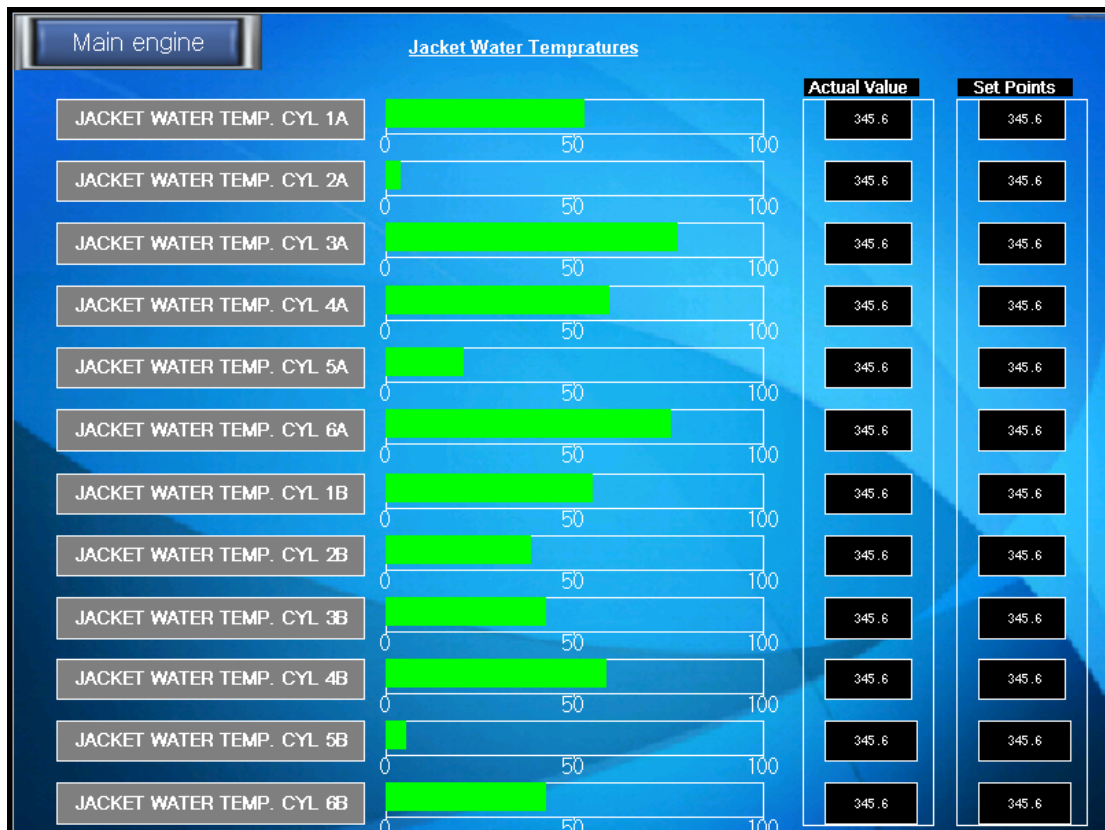 Main engine
Jacket Water Tempratures
Actual Value Set Points
JACKET WATER TEMP. CYL 1A 345.6 345.6
0 50 100
JACKET WATER TEMP. CYL 2A 345.6 345.6
0 50 100
JACKET WATER TEMP. CYL 3A 345.6 345.6
0 50 100
JACKET WATER TEMP. CYL 4A 345.6 345.6
0 50 100
JACKET WATER TEMP. CYL 5A 345.6 345.6
0 50 100
JACKET WATER TEMP. CYL 6A 345.6 345.6
0 50 100
JACKET WATER TEMP. CYL 1B 345.6 345.6
0 50 100
JACKET WATER TEMP. CYL 2B 345.6 345.6
0 50 100
JACKET WATER TEMP. CYL 3B 345.6 345.6
0 50 100
JACKET WATER TEMP. CYL 4B 345.6 345.6
0 50 100
JACKET WATER TEMP. CYL 5B 345.6 345.6
0 50 100
JACKET WATER TEMP. CYL 6B 345.6 345.6
0 50 100